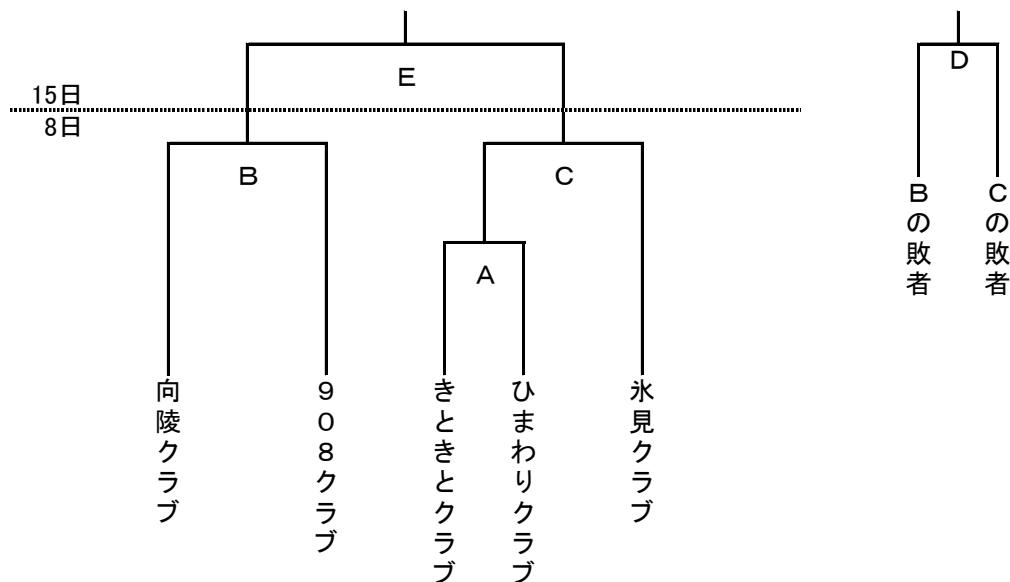 E
D
15日
8日
B
C
A
Bの敗者
Cの敗者
向陵クラブ
908クラブ
きときとクラブ
ひまわりクラブ
氷見クラブ